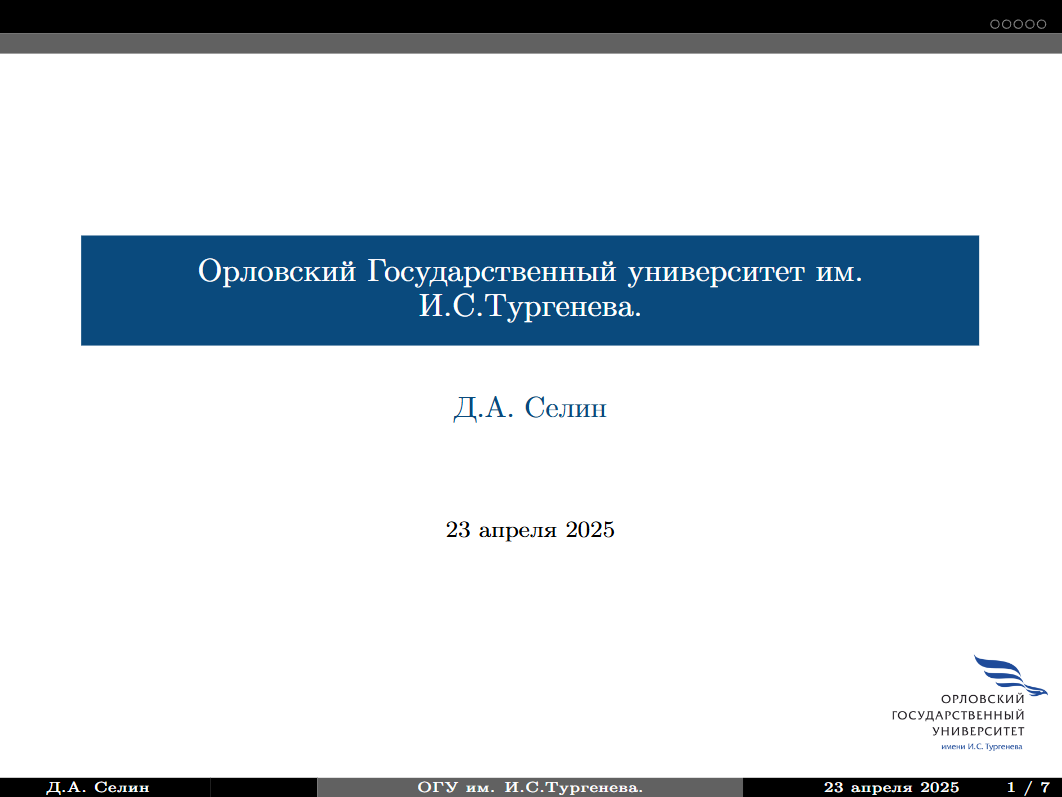 Орловский Государственный университет им.
И.С.Тургенева.
Д.А. Селин
23 апреля 2025
ОРЛОВСКИЙ
ГОСУДАРСТВЕННЫЙ
УНИВЕРСИТЕТ
имени И.С. Тургенева
Д.А. Селин ОГУ им. И.С.Тургенева. 23 апреля 2025 1 / 7